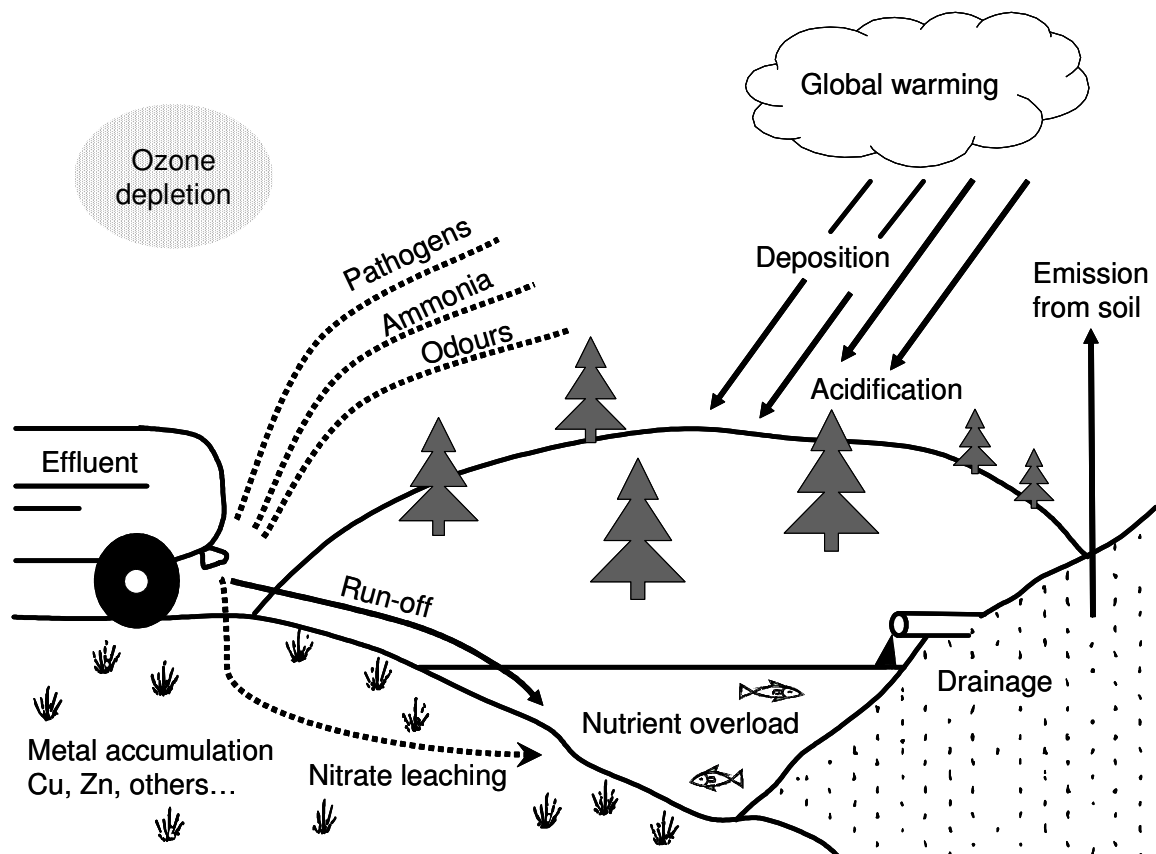 Global warming
Ozone
depletion
Pathogens
Ammonia
Odours
Deposition
Emission
from soil
Acidification
Effluent
Run-off
Drainage
Nutrient overload
Metal accumulation
Cu, Zn, others…
Nitrate leaching